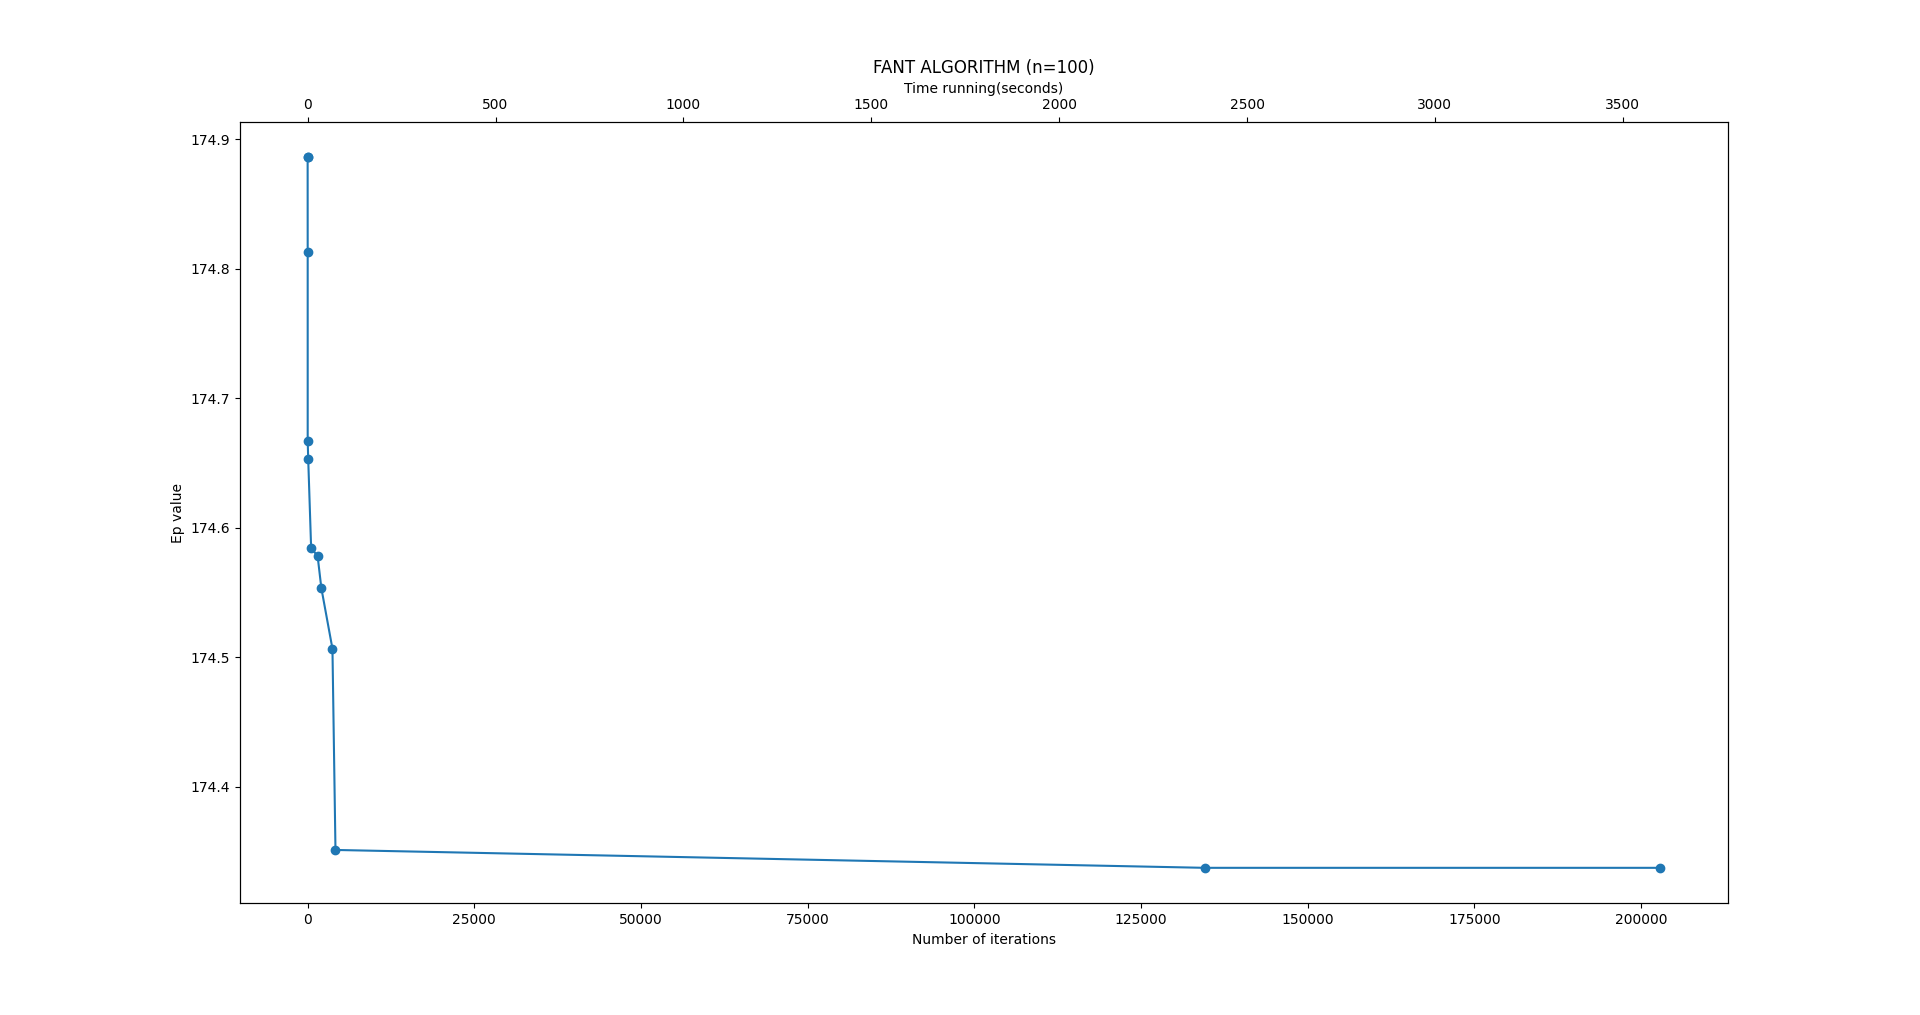 FANT ALGORITHM (n=100)
Time running(seconds)
0 500 1000 1500 2000 2500 3000 3500
174.9
174.8
174.7
174.6
174.5
174.4
Ep value
0 25000 50000 75000 100000 125000 150000 175000 200000
Number of iterations